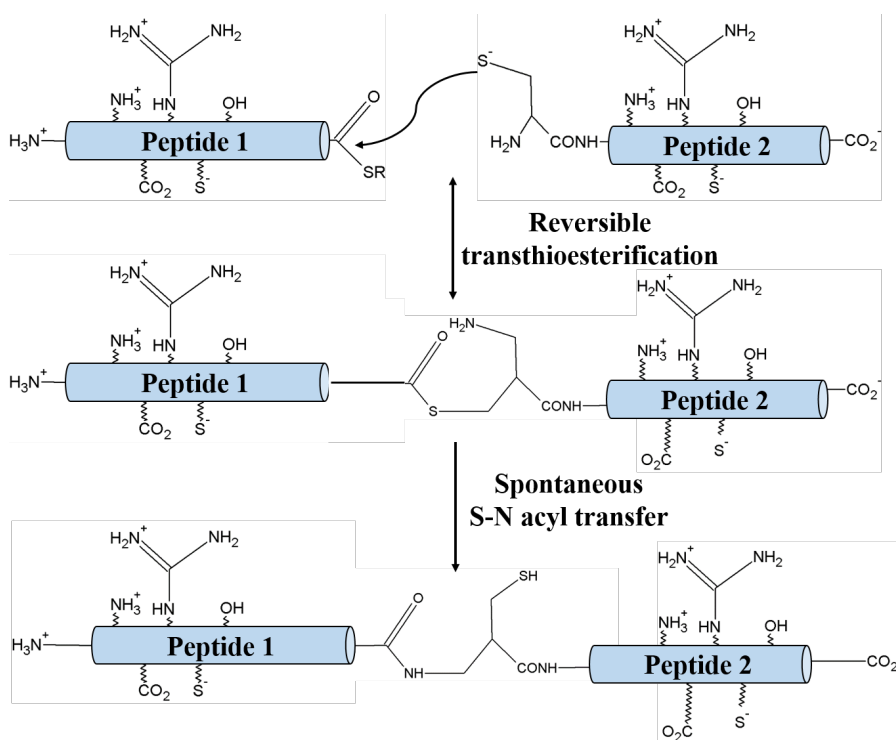 H₂N⁺ NH₂ H₂N⁺ NH₂
NH₃⁺ HN OH O S⁻ NH₃⁺ HN OH
H₃N⁺ Peptide 1 H₂N CONH Peptide 2 CO₂⁻
SR
CO₂ S⁻ CO₂ S⁻
Reversible
transthioesterification
H₂N⁺ NH₂ H₂N⁺ NH₂
NH₃⁺ HN OH O H₂N NH₃⁺ HN OH
H₃N⁺ Peptide 1 S CONH Peptide 2 CO₂⁻
CO₂ S⁻ O₂C S⁻
Spontaneous
S-N acyl transfer
H₂N⁺ NH₂ SH H₂N⁺ NH₂
NH₃⁺ HN OH O NH₃⁺ HN OH
H₃N⁺ Peptide 1 NH CONH Peptide 2 CO₂
CO₂ S⁻ O₂C S⁻